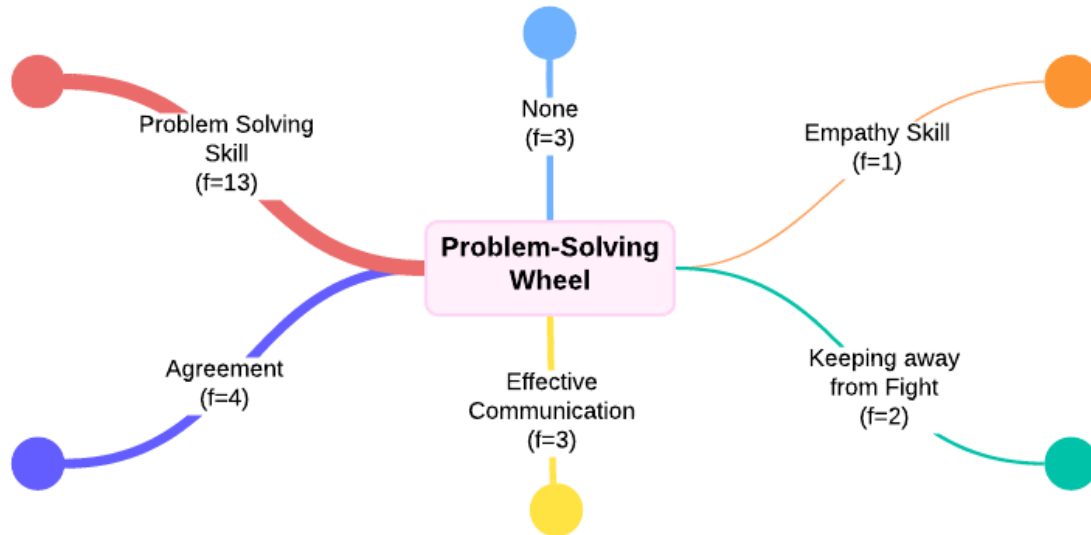 None
(f=3)
Problem Solving
Skill
(f=13)
Empathy Skill
(f=1)
Problem-Solving
Wheel
Agreement
(f=4)
Effective
Communication
(f=3)
Keeping away
from Fight
(f=2)